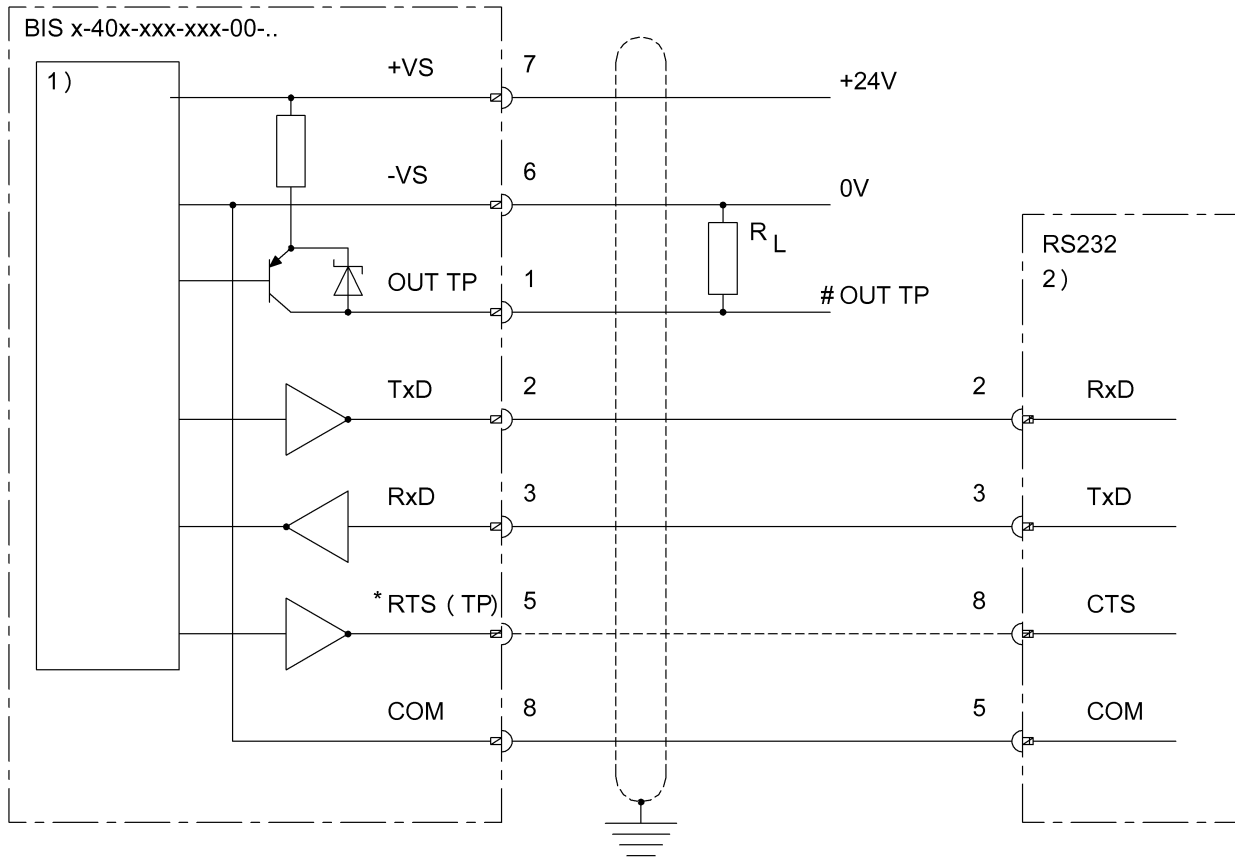 BIS x-40x-xxx-xxx-00-..
1)
+VS 7 +24V
-VS 6 0V
R L
RS232
2)
OUT TP 1 # OUT TP
TxD 2 2 RxD
RxD 3 3 TxD
* RTS ( TP) 5 8 CTS
COM 8 5 COM